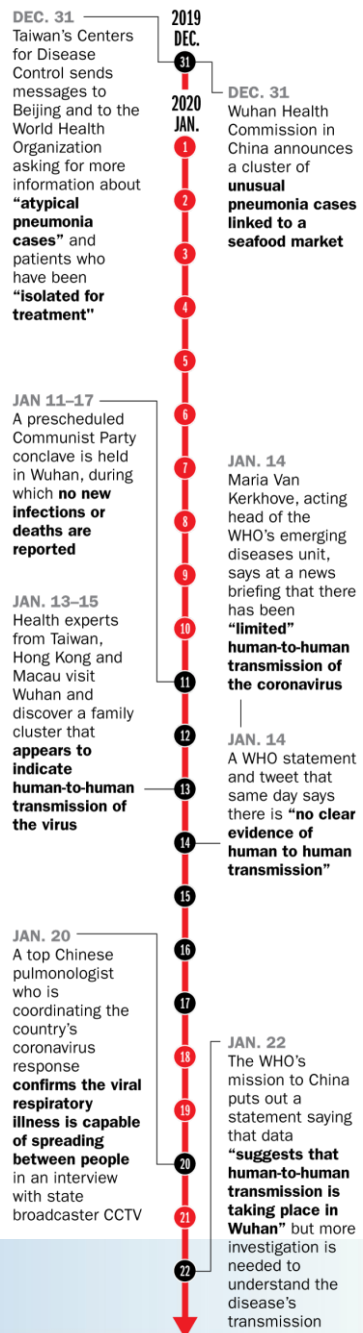 2019
DEC.
31
2020
JAN.
1
2
3
4
5
6
7
8
9
10
11
12
13
14
15
16
17
18
19
20
21
22
DEC. 31
Taiwan’s Centers
for Disease
Control sends
messages to
Beijing and to the
World Health
Organization
asking for more
information about
“atypical
pneumonia
cases” and
patients who
have been
“isolated for
treatment"
DEC. 31
Wuhan Health
Commission in
China announces
a cluster of
unusual
pneumonia cases
linked to a
seafood market
JAN 11–17
A prescheduled
Communist Party
conclave is held
in Wuhan, during
which no new
infections or
deaths are
reported
JAN. 13–15
Health experts
from Taiwan,
Hong Kong and
Macau visit
Wuhan and
discover a family
cluster that
appears to
indicate
human-to-human
transmission of
the virus
JAN. 14
Maria Van
Kerkhove, acting
head of the
WHO’s emerging
diseases unit,
says at a news
briefing that there
has been
“limited”
human-to-human
transmission of
the coronavirus
JAN. 14
A WHO statement
and tweet that
same day says
there is “no clear
evidence of
human to human
transmission”
JAN. 20
A top Chinese
pulmonologist
who is
coordinating the
country’s
coronavirus
response
confirms the viral
respiratory
illness is capable
of spreading
between people
in an interview
with state
broadcaster CCTV
JAN. 22
The WHO’s
mission to China
puts out a
statement saying
that data
“suggests that
human-to-human
transmission is
taking place in
Wuhan” but more
investigation is
needed to
understand the
disease’s
transmission